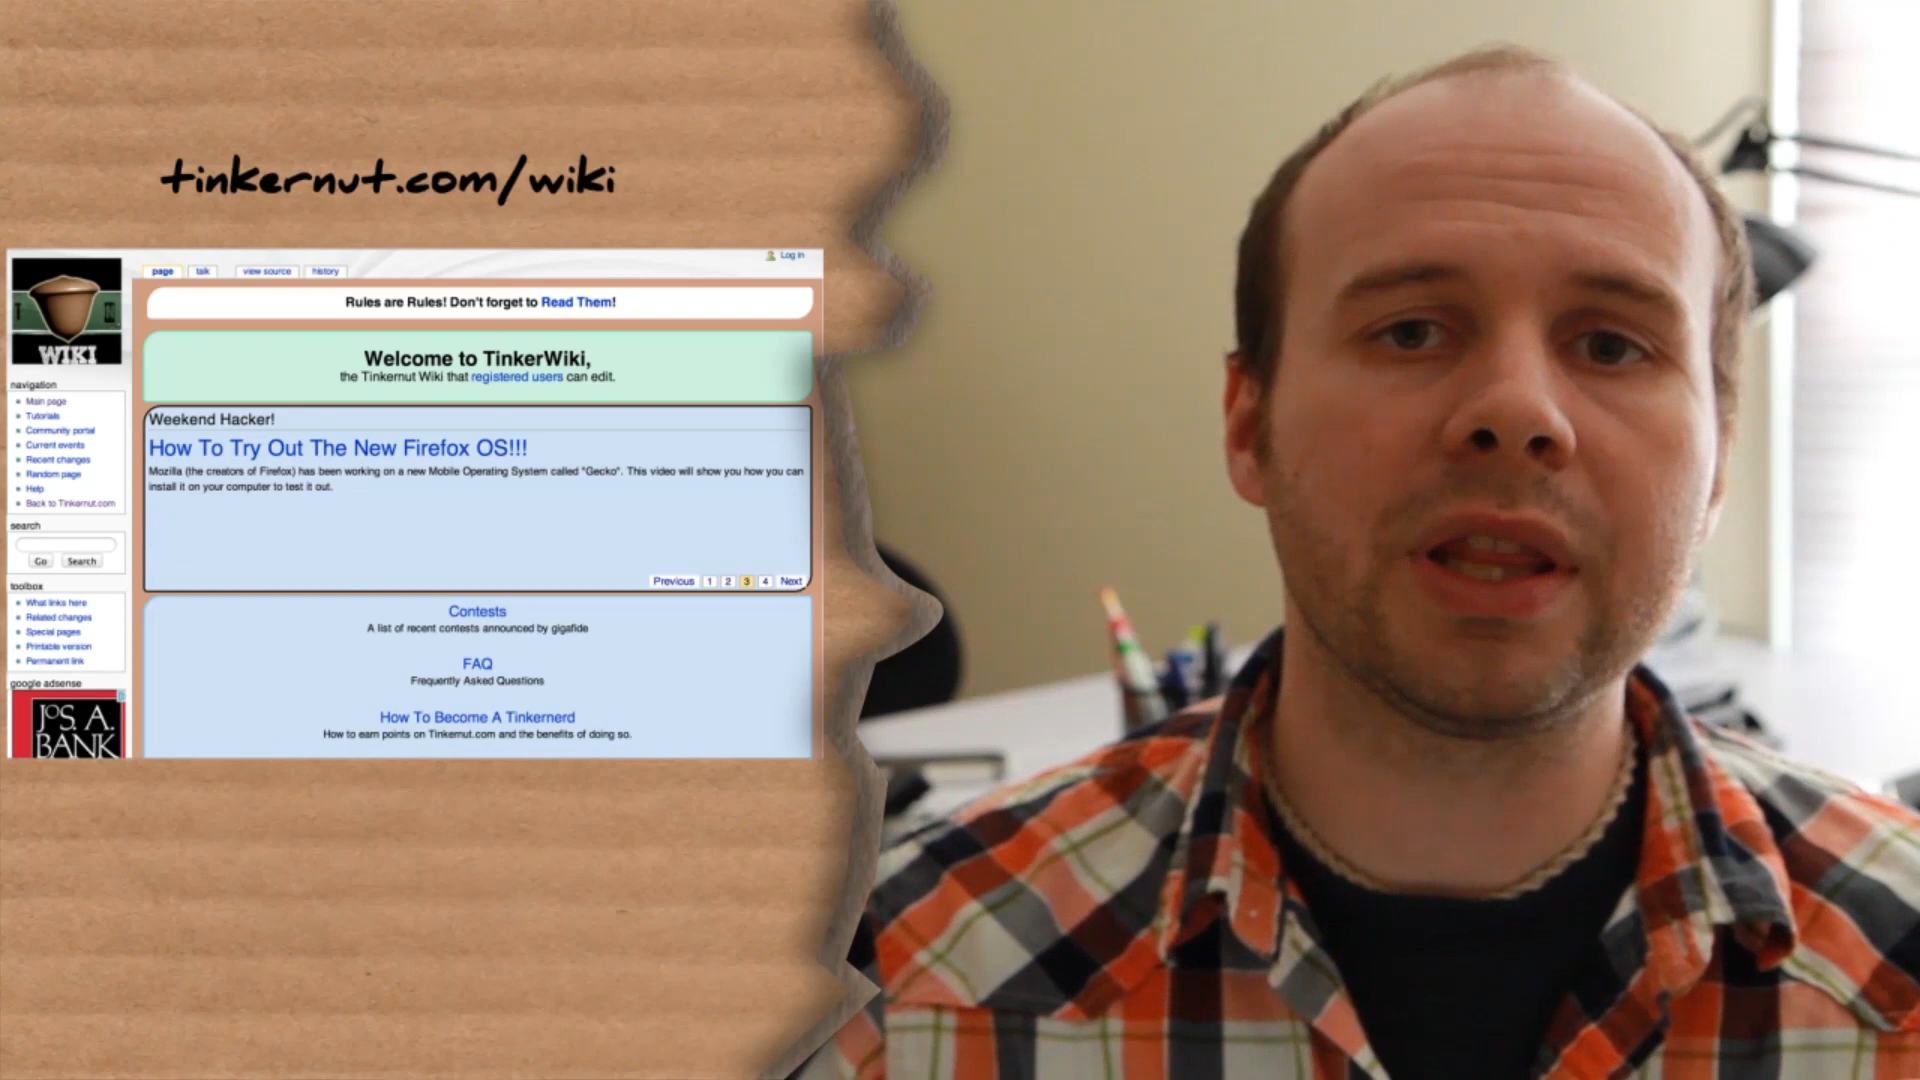 tinkernut.com/wiki
Log in
page talk view source history
Rules are Rules! Don't forget to Read Them!
WIKI
Welcome to TinkerWiki,
the Tinkernut Wiki that registered users can edit.
navigation
Main page
Tutorials
Community portal
Current events
Recent changes
Random page
Help
Back to Tinkernut.com
Weekend Hacker!
How To Try Out The New Firefox OS!!!
Mozilla (the creators of Firefox) has been working on a new Mobile Operating System called "Gecko". This video will show you how you can
install it on your computer to test it out.
Previous 1 2 3 4 Next
search
Go Search
toolbox
What links here
Related changes
Special pages
Printable version
Permanent link
google adsense
JOS. A.
BANK
Contests
A list of recent contests announced by gigafide
FAQ
Frequently Asked Questions
How To Become A Tinkernerd
How to earn points on Tinkernut.com and the benefits of doing so.